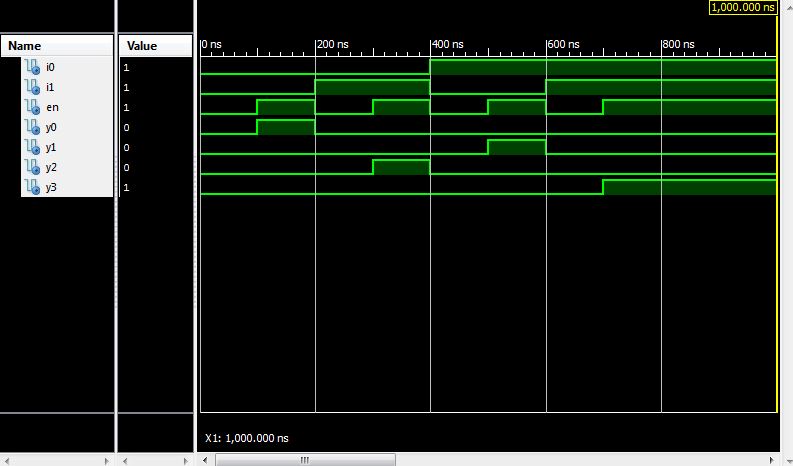 1,000.000 ns
Name Value 0 ns 200 ns 400 ns 600 ns 800 ns
i0 1
i1 1
en 1
y0 0
y1 0
y2 0
y3 1
X1: 1,000.000 ns